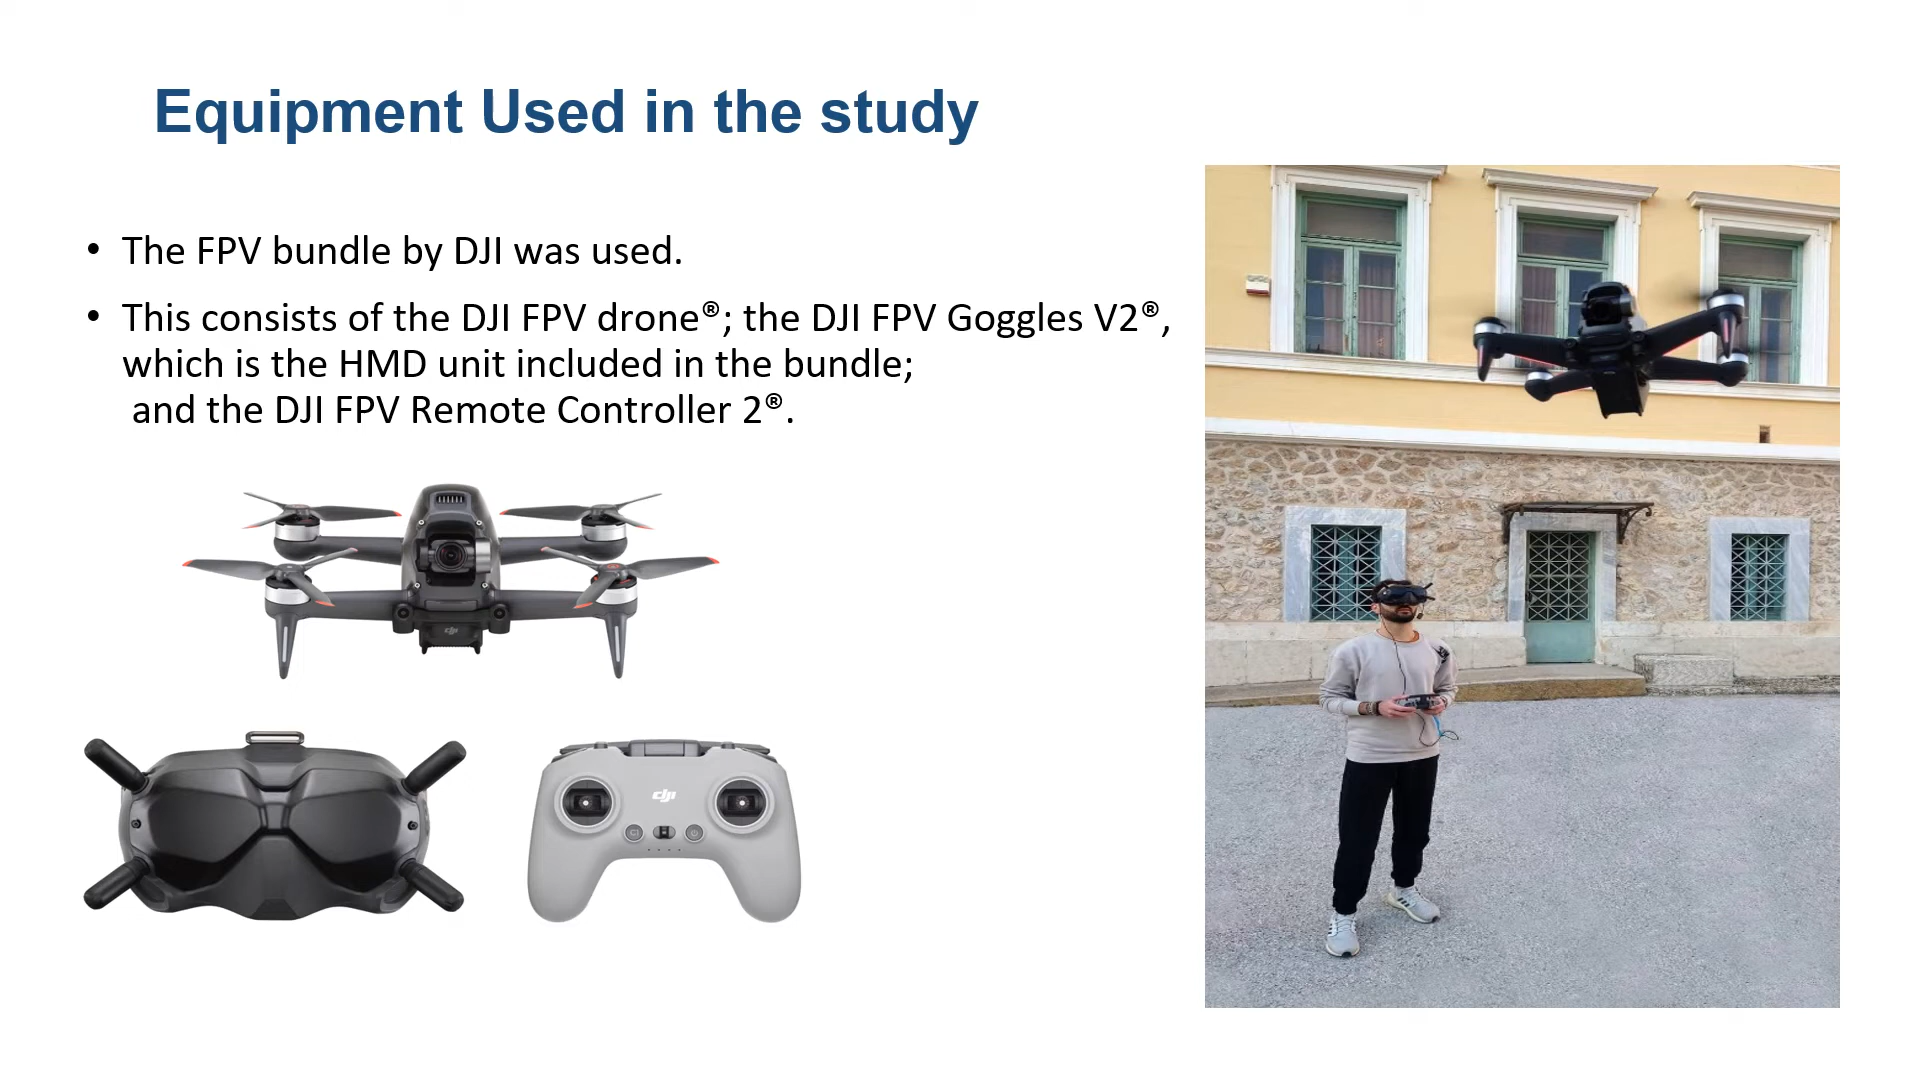 Equipment Used in the study
• The FPV bundle by DJI was used.
• This consists of the DJI FPV drone®; the DJI FPV Goggles V2®,
which is the HMD unit included in the bundle;
and the DJI FPV Remote Controller 2®.
dji
dji